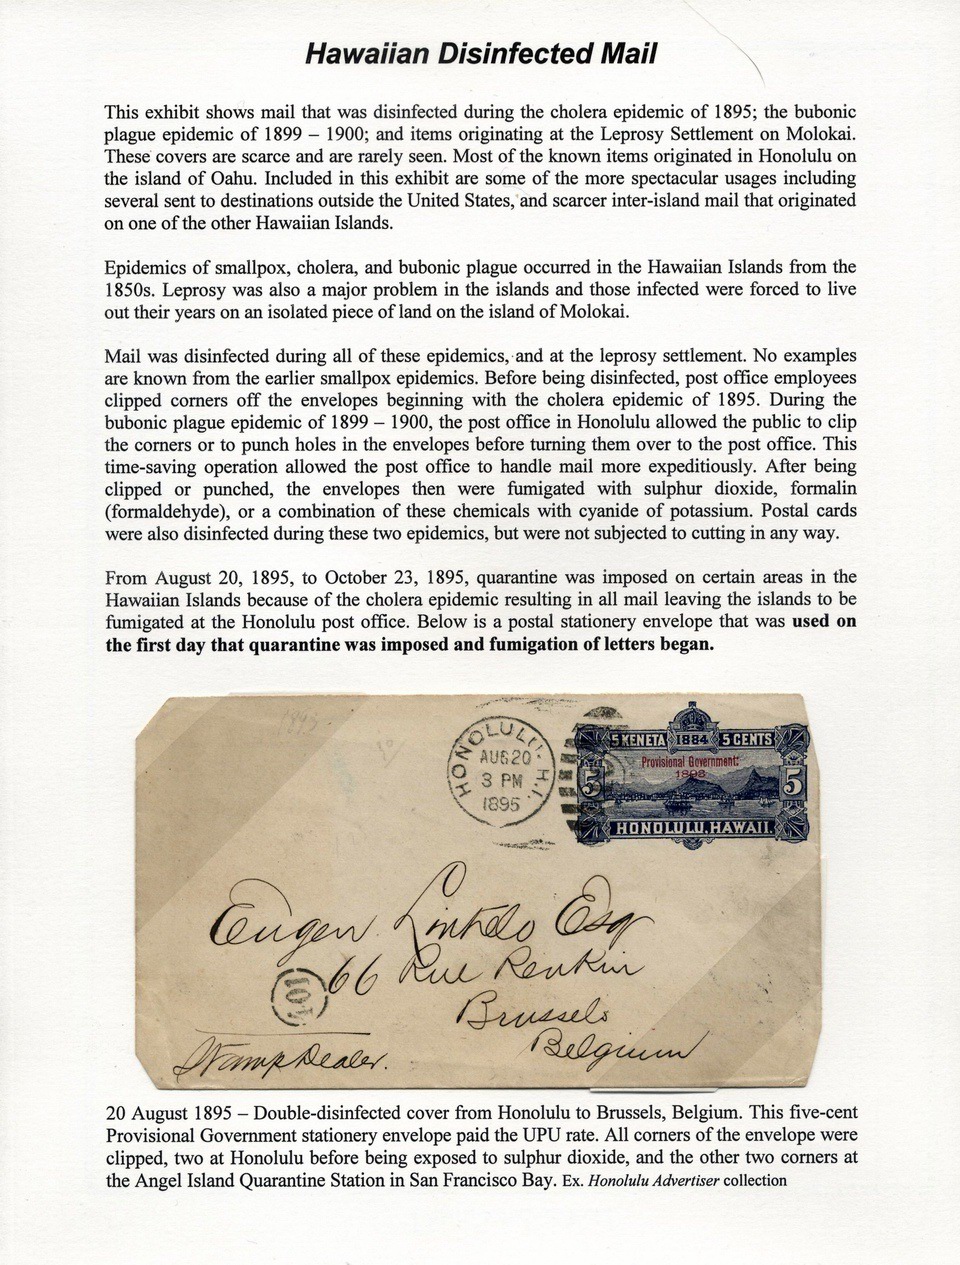 Hawaiian Disinfected Mail
This exhibit shows mail that was disinfected during the cholera epidemic of 1895; the bubonic
plague epidemic of 1899 – 1900; and items originating at the Leprosy Settlement on Molokai.
These covers are scarce and are rarely seen. Most of the known items originated in Honolulu on
the island of Oahu. Included in this exhibit are some of the more spectacular usages including
several sent to destinations outside the United States, and scarcer inter-island mail that originated
on one of the other Hawaiian Islands.
Epidemics of smallpox, cholera, and bubonic plague occurred in the Hawaiian Islands from the
1850s. Leprosy was also a major problem in the islands and those infected were forced to live
out their years on an isolated piece of land on the island of Molokai.
Mail was disinfected during all of these epidemics, and at the leprosy settlement. No examples
are known from the earlier smallpox epidemics. Before being disinfected, post office employees
clipped corners off the envelopes beginning with the cholera epidemic of 1895. During the
bubonic plague epidemic of 1899 – 1900, the post office in Honolulu allowed the public to clip
the corners or to punch holes in the envelopes before turning them over to the post office. This
time-saving operation allowed the post office to handle mail more expeditiously. After being
clipped or punched, the envelopes then were fumigated with sulphur dioxide, formalin
(formaldehyde), or a combination of these chemicals with cyanide of potassium. Postal cards
were also disinfected during these two epidemics, but were not subjected to cutting in any way.
From August 20, 1895, to October 23, 1895, quarantine was imposed on certain areas in the
Hawaiian Islands because of the cholera epidemic resulting in all mail leaving the islands to be
fumigated at the Honolulu post office. Below is a postal stationery envelope that was used on
the first day that quarantine was imposed and fumigation of letters began.
HONOLULU. H.I.
AUG 20
3 PM
1895
5 KENETA 1884 5 CENTS
Provisional Government:
1893
5 5
HONOLULU, HAWAII.
Eugen Esq
66 Rue Renkin
Brussels
Belgium
101
Stamp Dealer.
20 August 1895 – Double-disinfected cover from Honolulu to Brussels, Belgium. This five-cent
Provisional Government stationery envelope paid the UPU rate. All corners of the envelope were
clipped, two at Honolulu before being exposed to sulphur dioxide, and the other two corners at
the Angel Island Quarantine Station in San Francisco Bay. Ex. Honolulu Advertiser collection